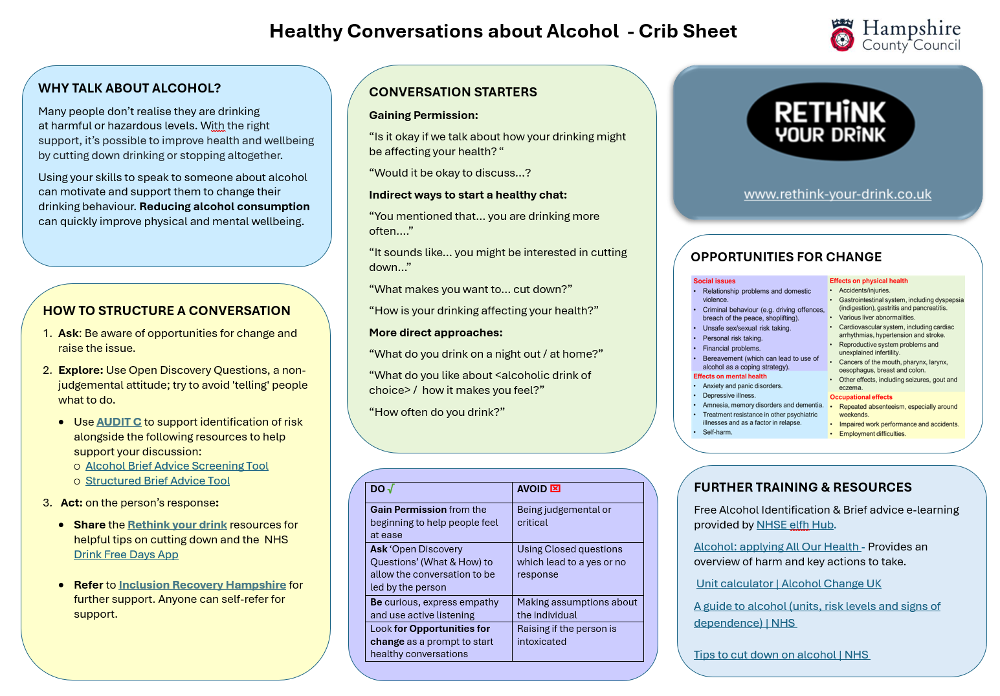 Healthy Conversations about Alcohol - Crib Sheet
Hampshire
County Council
WHY TALK ABOUT ALCOHOL?
Many people don’t realise they are drinking
at harmful or hazardous levels. With the right
support, it’s possible to improve health and wellbeing
by cutting down drinking or stopping altogether.
Using your skills to speak to someone about alcohol
can motivate and support them to change their
drinking behaviour. Reducing alcohol consumption
can quickly improve physical and mental wellbeing.
HOW TO STRUCTURE A CONVERSATION
1. Ask: Be aware of opportunities for change and
raise the issue.
2. Explore: Use Open Discovery Questions, a non-
judgemental attitude; try to avoid 'telling' people
what to do.
• Use AUDIT C to support identification of risk
alongside the following resources to help
support your discussion:
o Alcohol Brief Advice Screening Tool
o Structured Brief Advice Tool
3. Act: on the person’s response:
• Share the Rethink your drink resources for
helpful tips on cutting down and the NHS
Drink Free Days App
• Refer to Inclusion Recovery Hampshire for
further support. Anyone can self-refer for
support.
CONVERSATION STARTERS
Gaining Permission:
“Is it okay if we talk about how your drinking might
be affecting your health? “
“Would it be okay to discuss...?
Indirect ways to start a healthy chat:
“You mentioned that... you are drinking more
often....”
“It sounds like... you might be interested in cutting
down...”
“What makes you want to... cut down?”
“How is your drinking affecting your health?”
More direct approaches:
“What do you drink on a night out / at home?”
“What do you like about <alcoholic drink of
choice> / how it makes you feel?”
“How often do you drink?”
DO √
AVOID ☒
Gain Permission from the
beginning to help people feel
at ease
Being judgemental or
critical
Ask ‘Open Discovery
Questions’ (What & How) to
allow the conversation to be
led by the person
Using Closed questions
which lead to a yes or no
response
Be curious, express empathy
and use active listening
Making assumptions about
the individual
Look for Opportunities for
change as a prompt to start
healthy conversations
Raising if the person is
intoxicated
RETHiNK
YOUR DRiNK
www.rethink-your-drink.co.uk
OPPORTUNITIES FOR CHANGE
Social issues
• Relationship problems and domestic
violence.
• Criminal behaviour (e.g. driving offences,
breach of the peace, shoplifting).
• Unsafe sex/sexual risk taking.
• Personal risk taking.
• Financial problems.
• Bereavement (which can lead to use of
alcohol as a coping strategy).
Effects on mental health
• Anxiety and panic disorders.
• Depressive illness.
• Amnesia, memory disorders and dementia.
• Treatment resistance in other psychiatric
illnesses and as a factor in relapse.
• Self-harm.
Effects on physical health
• Accidents/injuries.
• Gastrointestinal system, including dyspepsia
(indigestion), gastritis and pancreatitis.
• Various liver abnormalities.
• Cardiovascular system, including cardiac
arrhythmias, hypertension and stroke.
• Reproductive system problems and
unexplained infertility.
• Cancers of the mouth, pharynx, larynx,
oesophagus, breast and colon.
• Other effects, including seizures, gout and
eczema.
Occupational effects
• Repeated absenteeism, especially around
weekends.
• Impaired work performance and accidents.
• Employment difficulties.
FURTHER TRAINING & RESOURCES
Free Alcohol Identification & Brief advice e-learning
provided by NHSE elfh Hub.
Alcohol: applying All Our Health - Provides an
overview of harm and key actions to take.
Unit calculator | Alcohol Change UK
A guide to alcohol (units, risk levels and signs of
dependence) | NHS
Tips to cut down on alcohol | NHS